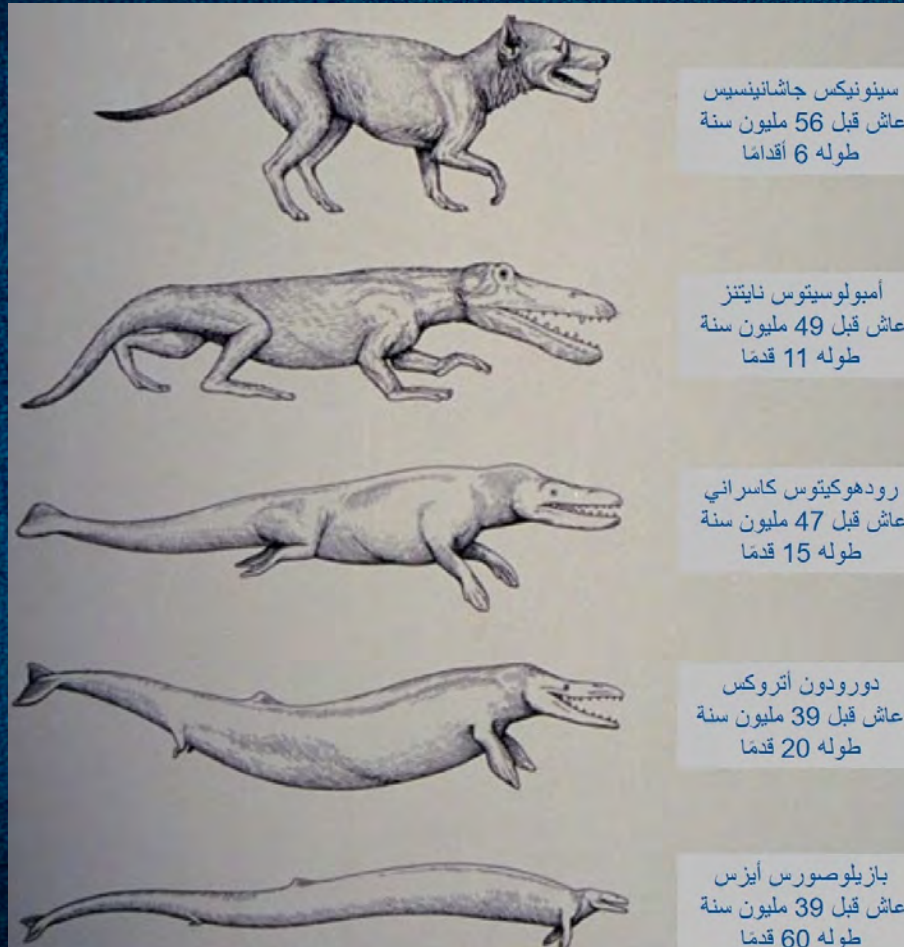 سينونيكس جاشانينسيس
عاش قبل 56 مليون سنة
طوله 6 أقدامًا
أمبولوسيتوس نايتنز
عاش قبل 49 مليون سنة
طوله 11 قدمًا
رودهوكيتوس كاسراني
عاش قبل 47 مليون سنة
طوله 15 قدمًا
دورودون أتروكس
عاش قبل 39 مليون سنة
طوله 20 قدمًا
بازيلوصورس أيزس
عاش قبل 39 مليون سنة
طوله 60 قدمًا